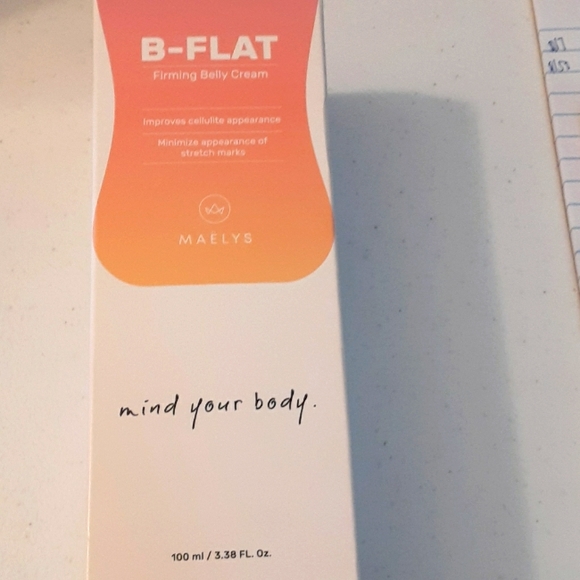 B-FLAT
Firming Belly Cream
Improves cellulite appearance
Minimize appearance of
stretch marks
MAËLYS
mind your body.
100 ml / 3.38 FL. Oz.